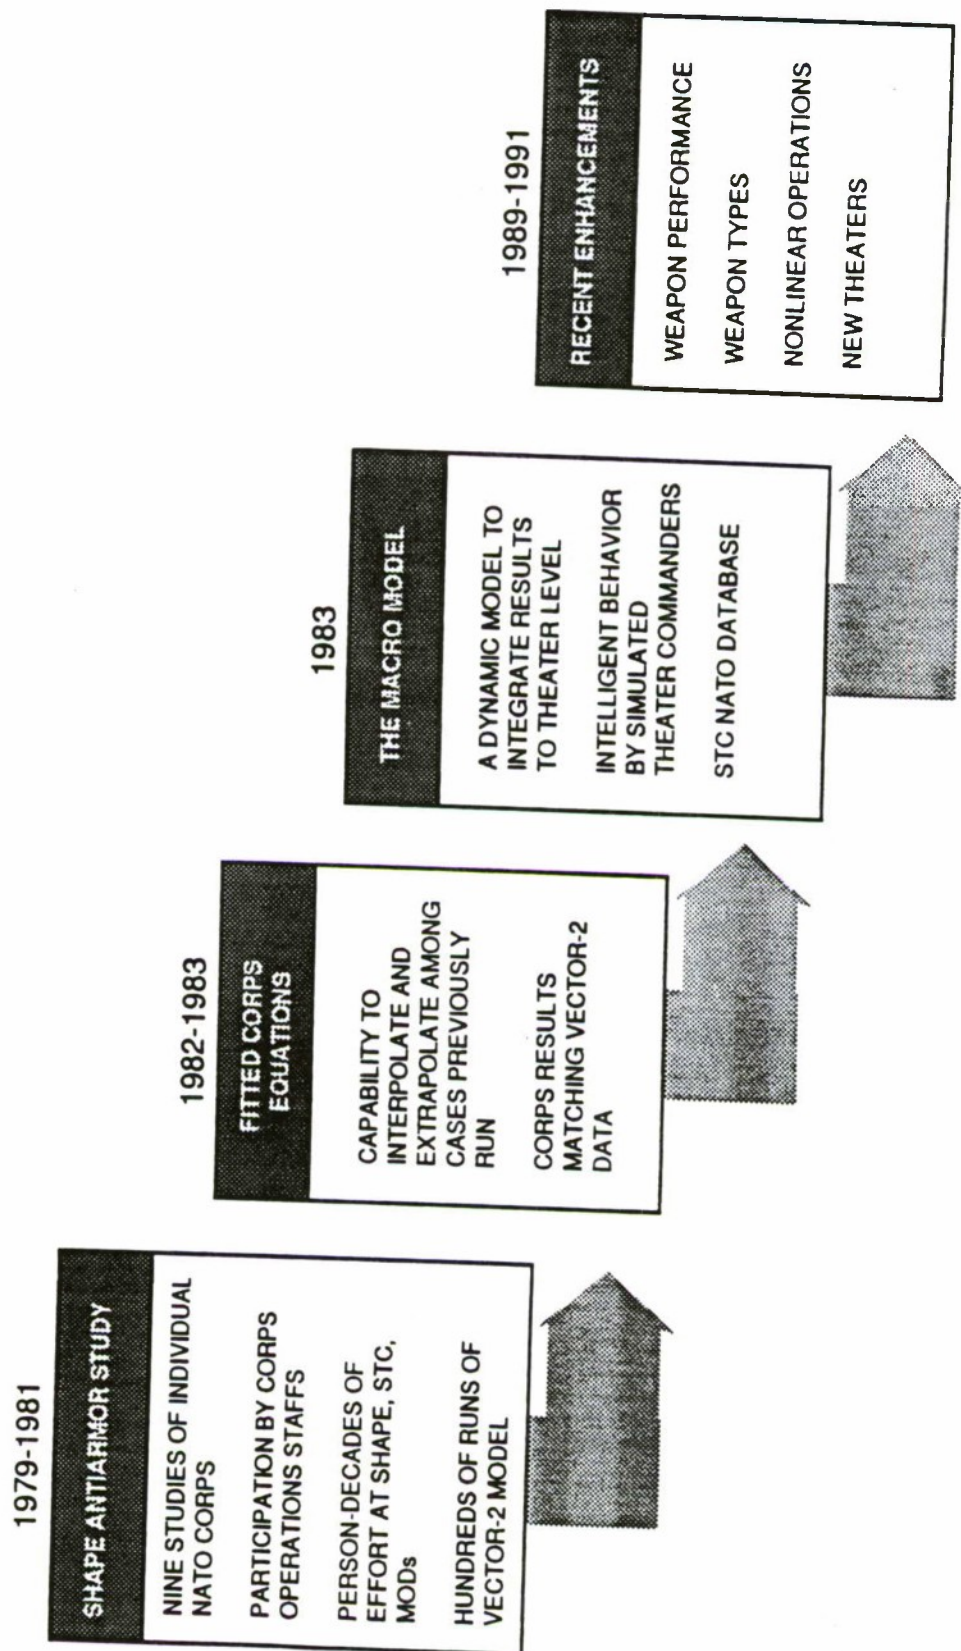 1979-1981
SHAPE ANTIARMOR STUDY
NINE STUDIES OF INDIVIDUAL
NATO CORPS
PARTICIPATION BY CORPS
OPERATIONS STAFFS
PERSON-DECADES OF
EFFORT AT SHAPE, STC,
MODs
HUNDREDS OF RUNS OF
VECTOR-2 MODEL
1982-1983
FITTED CORPS
EQUATIONS
CAPABILITY TO
INTERPOLATE AND
EXTRAPOLATE AMONG
CASES PREVIOUSLY
RUN
CORPS RESULTS
MATCHING VECTOR-2
DATA
1983
THE MACRO MODEL
A DYNAMIC MODEL TO
INTEGRATE RESULTS
TO THEATER LEVEL
INTELLIGENT BEHAVIOR
BY SIMULATED
THEATER COMMANDERS
STC NATO DATABASE
1989-1991
RECENT ENHANCEMENTS
WEAPON PERFORMANCE
WEAPON TYPES
NONLINEAR OPERATIONS
NEW THEATERS